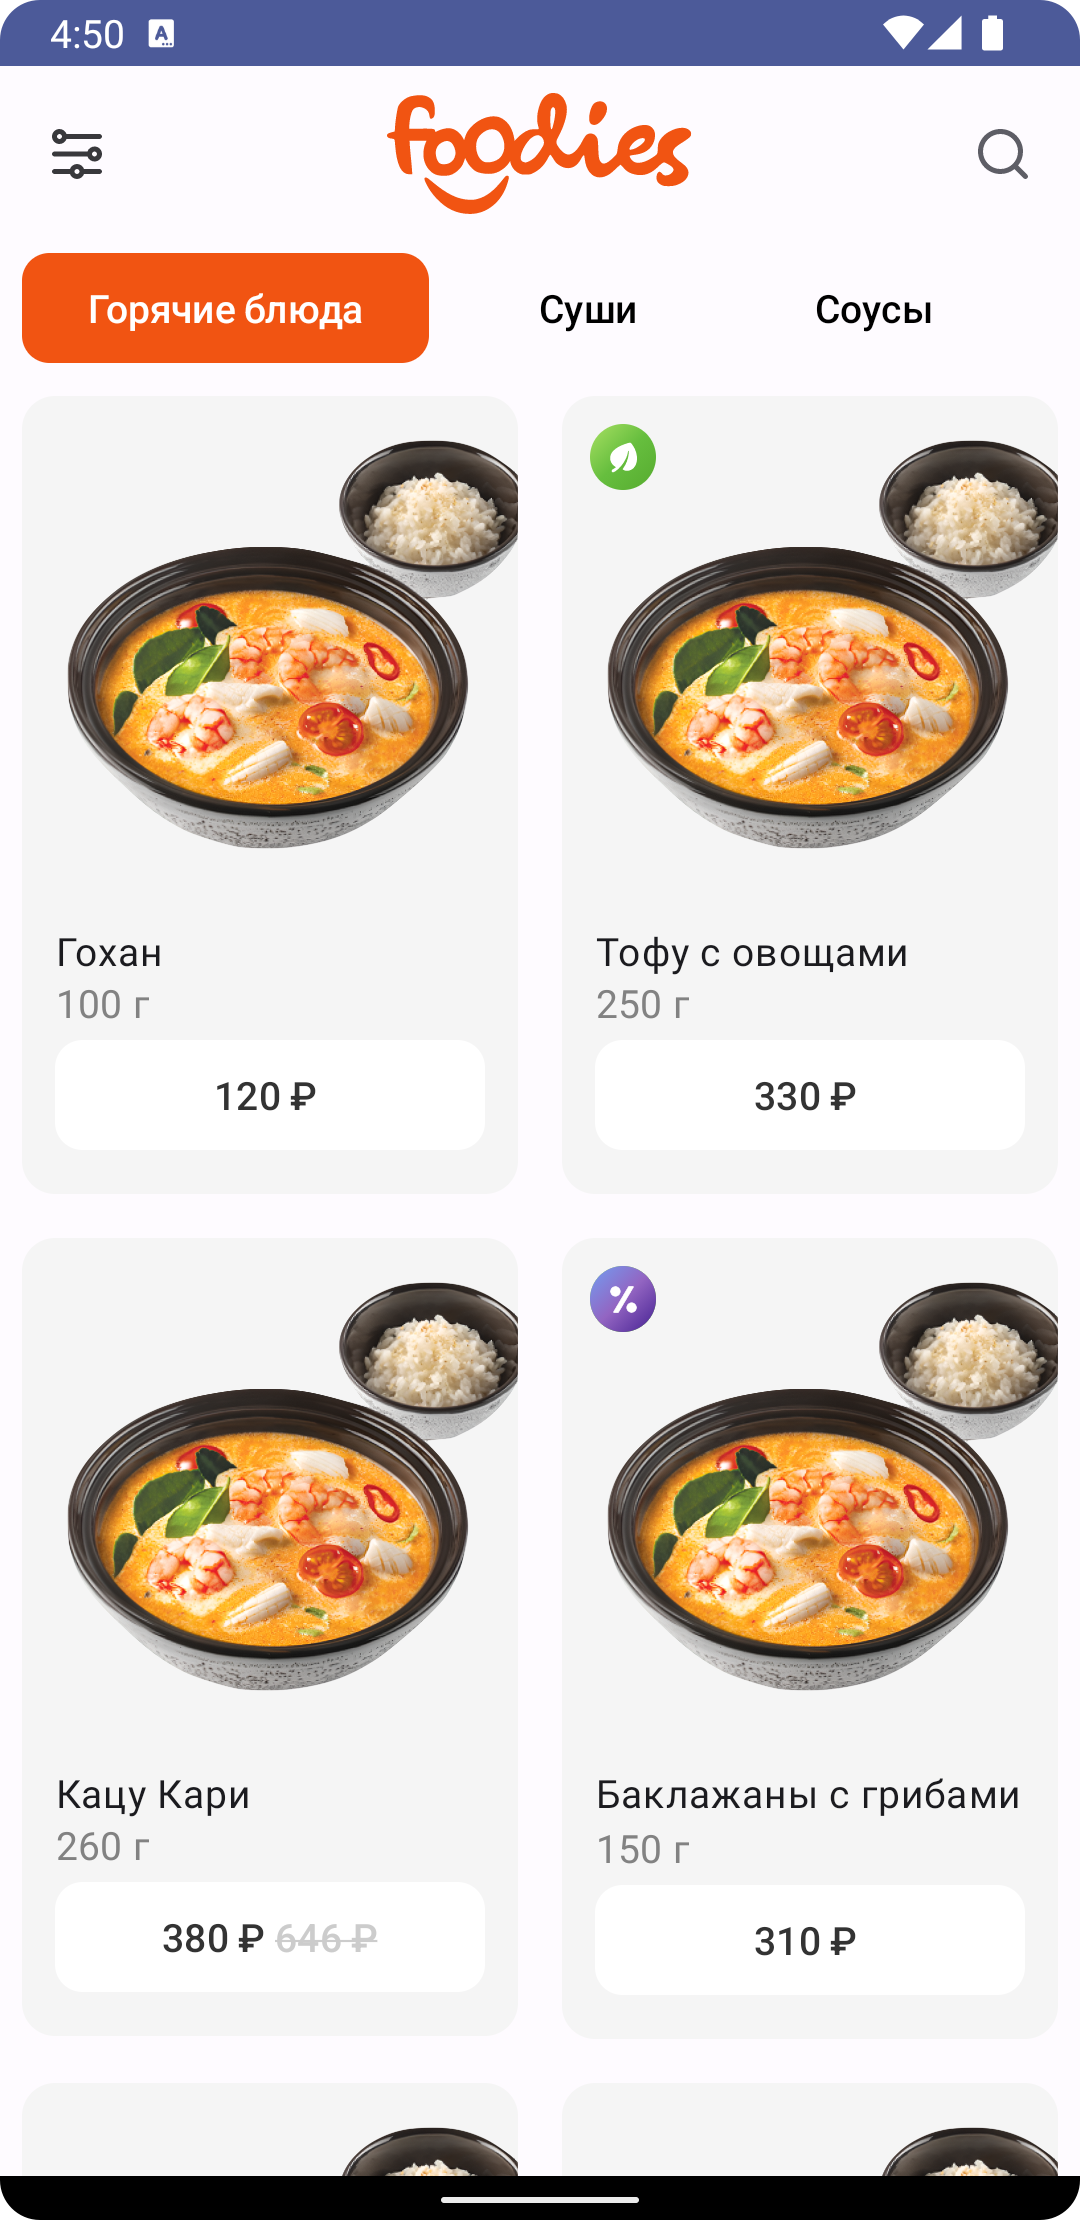 4:50
foodies
Горячие блюда
Суши
Соусы
Гохан
100 г
120 ₽
Тофу с овощами
250 г
330 ₽
Кацу Кари
260 г
380 ₽ 646 ₽
Баклажаны с грибами
150 г
310 ₽